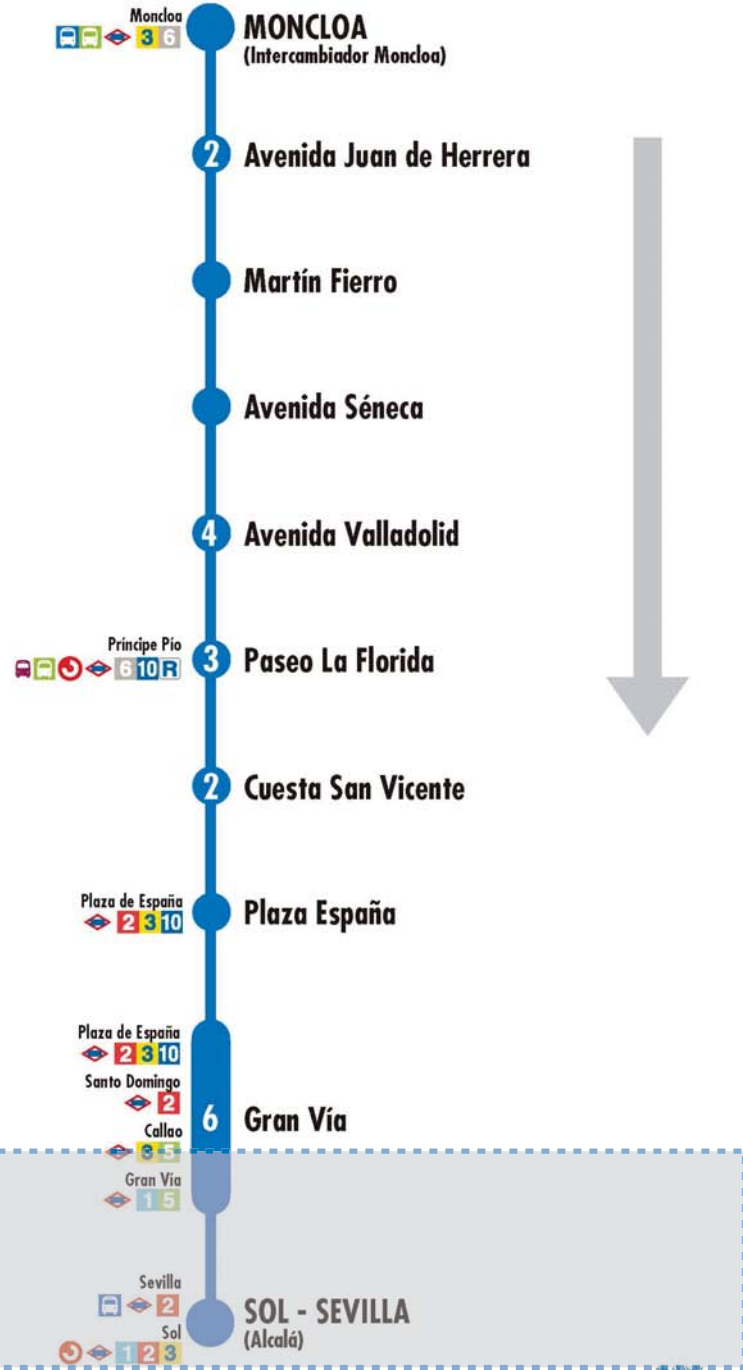 Moncloa
3 6
MONCLOA
(Intercambiador Moncloa)
2 Avenida Juan de Herrera
Martín Fierro
Avenida Séneca
4 Avenida Valladolid
Príncipe Pío
6 10 R
3 Paseo La Florida
2 Cuesta San Vicente
Plaza de España
2 3 10
Plaza España
Plaza de España
2 3 10
Santo Domingo
2
6 Gran Vía
Callao
3 5
Gran Via
1 5
Sevilla
2
SOL - SEVILLA
(Alcalá)
Sol
1 2 3